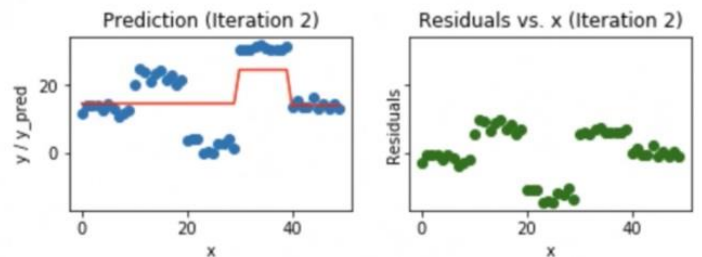 Prediction (Iteration 2)
y / y_pred
20
0
0 20 40
x
Residuals vs. x (Iteration 2)
Residuals
0 20 40
x